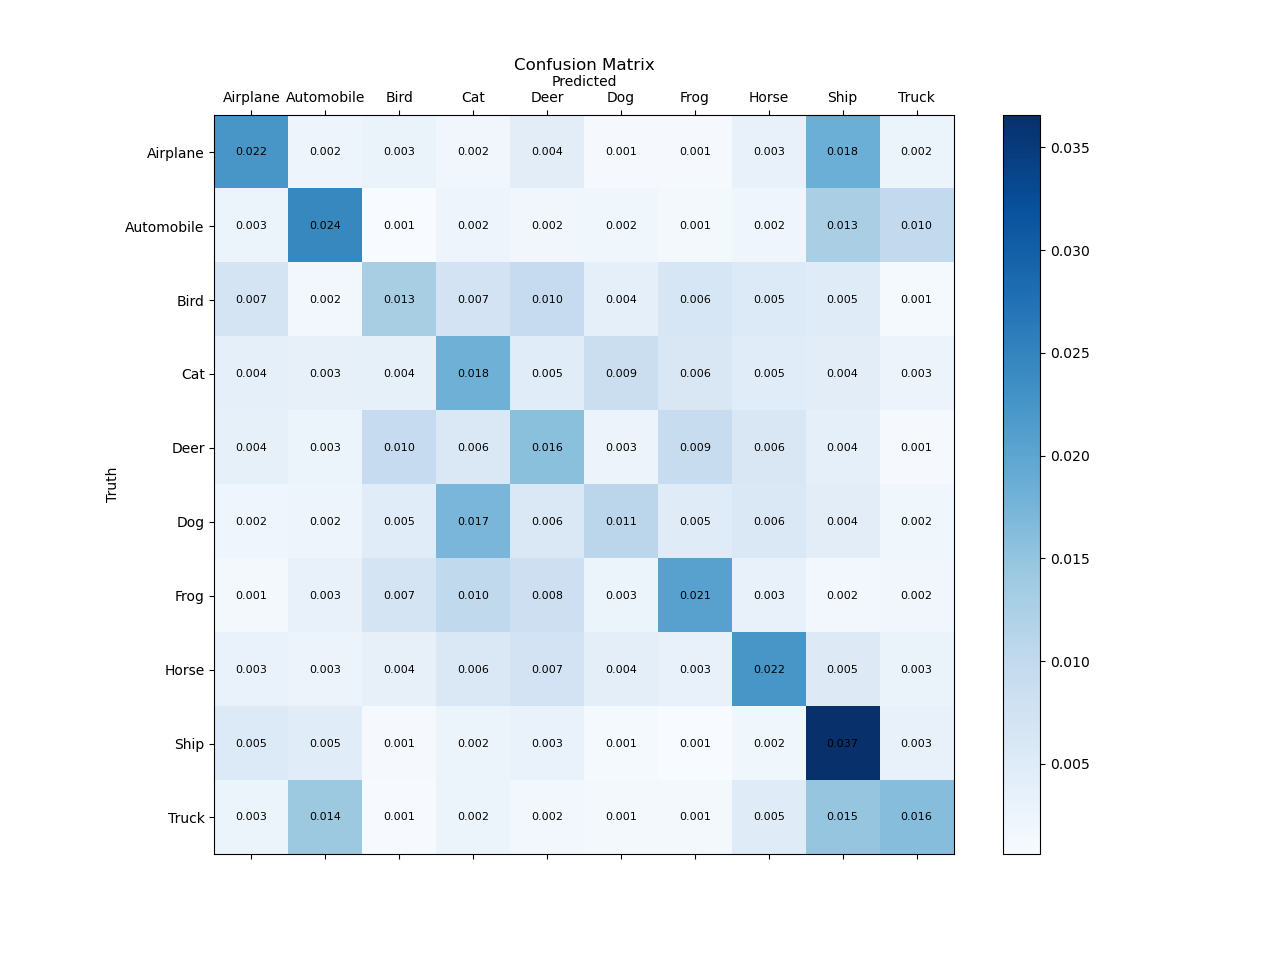 Confusion Matrix
Predicted
Airplane Automobile Bird Cat Deer Dog Frog Horse Ship Truck
Airplane 0.022 0.002 0.003 0.002 0.004 0.001 0.001 0.003 0.018 0.002
Automobile 0.003 0.024 0.001 0.002 0.002 0.002 0.001 0.002 0.013 0.010
Bird 0.007 0.002 0.013 0.007 0.010 0.004 0.006 0.005 0.005 0.001
Cat 0.004 0.003 0.004 0.018 0.005 0.009 0.006 0.005 0.004 0.003
Deer 0.004 0.003 0.010 0.006 0.016 0.003 0.009 0.006 0.004 0.001
Truth
Dog 0.002 0.002 0.005 0.017 0.006 0.011 0.005 0.006 0.004 0.002
Frog 0.001 0.003 0.007 0.010 0.008 0.003 0.021 0.003 0.002 0.002
Horse 0.003 0.003 0.004 0.006 0.007 0.004 0.003 0.022 0.005 0.003
Ship 0.005 0.005 0.001 0.002 0.003 0.001 0.001 0.002 0.037 0.003
Truck 0.003 0.014 0.001 0.002 0.002 0.001 0.001 0.005 0.015 0.016
0.035
0.030
0.025
0.020
0.015
0.010
0.005